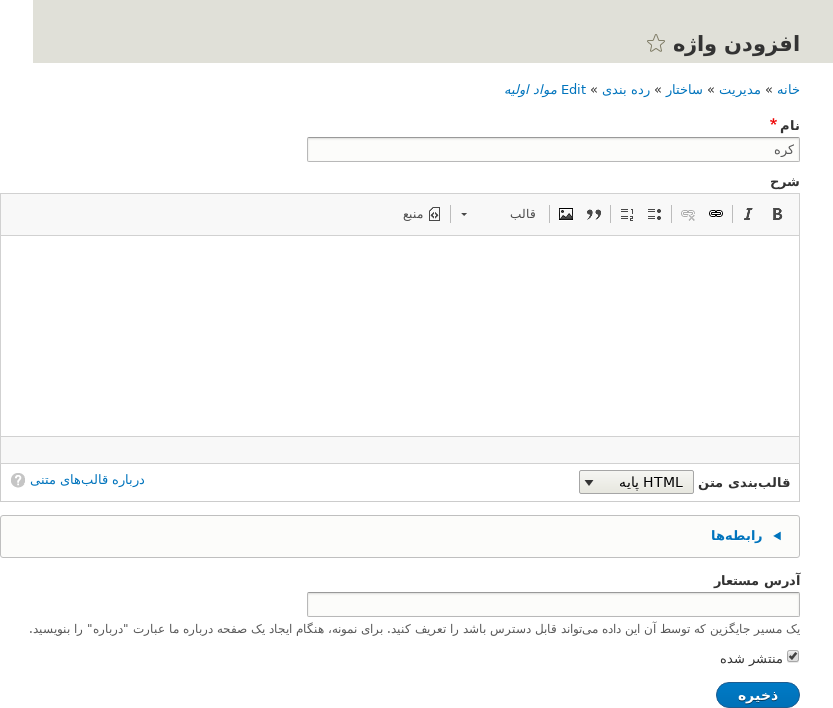 افزودن واژه
خانه » مدیریت » ساختار » رده بندی » Edit مواد اولیه
نام *
کره
شرح
B I قالب منبع
قالب‌بندی متن HTML پایه درباره قالب‌های متنی ?
رابطه‌ها
آدرس مستعار
یک مسیر جایگزین که توسط آن این داده می‌تواند قابل دسترس باشد را تعریف کنید. برای نمونه، هنگام ایجاد یک صفحه درباره ما عبارت "درباره" را بنویسید.
منتشر شده
ذخیره